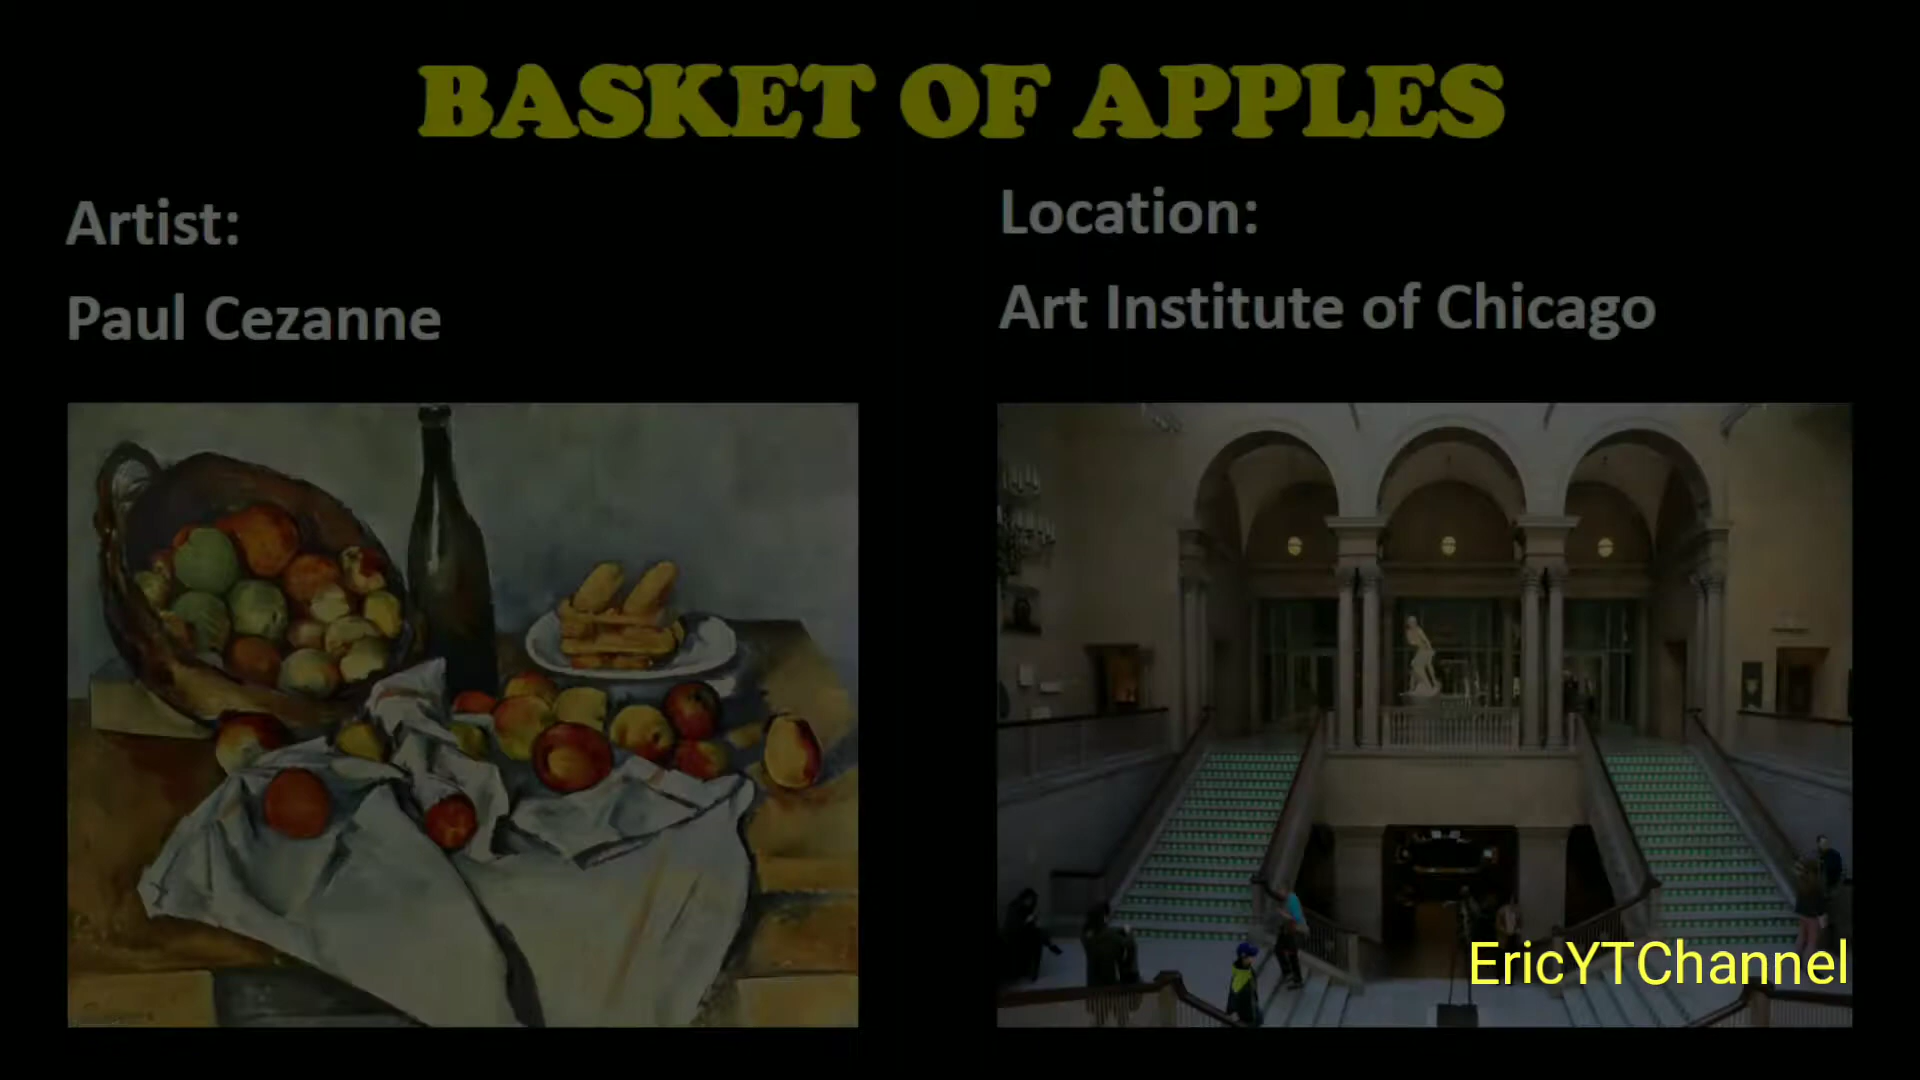 BASKET OF APPLES
Artist:
Paul Cezanne
Location:
Art Institute of Chicago
EricYTChannel